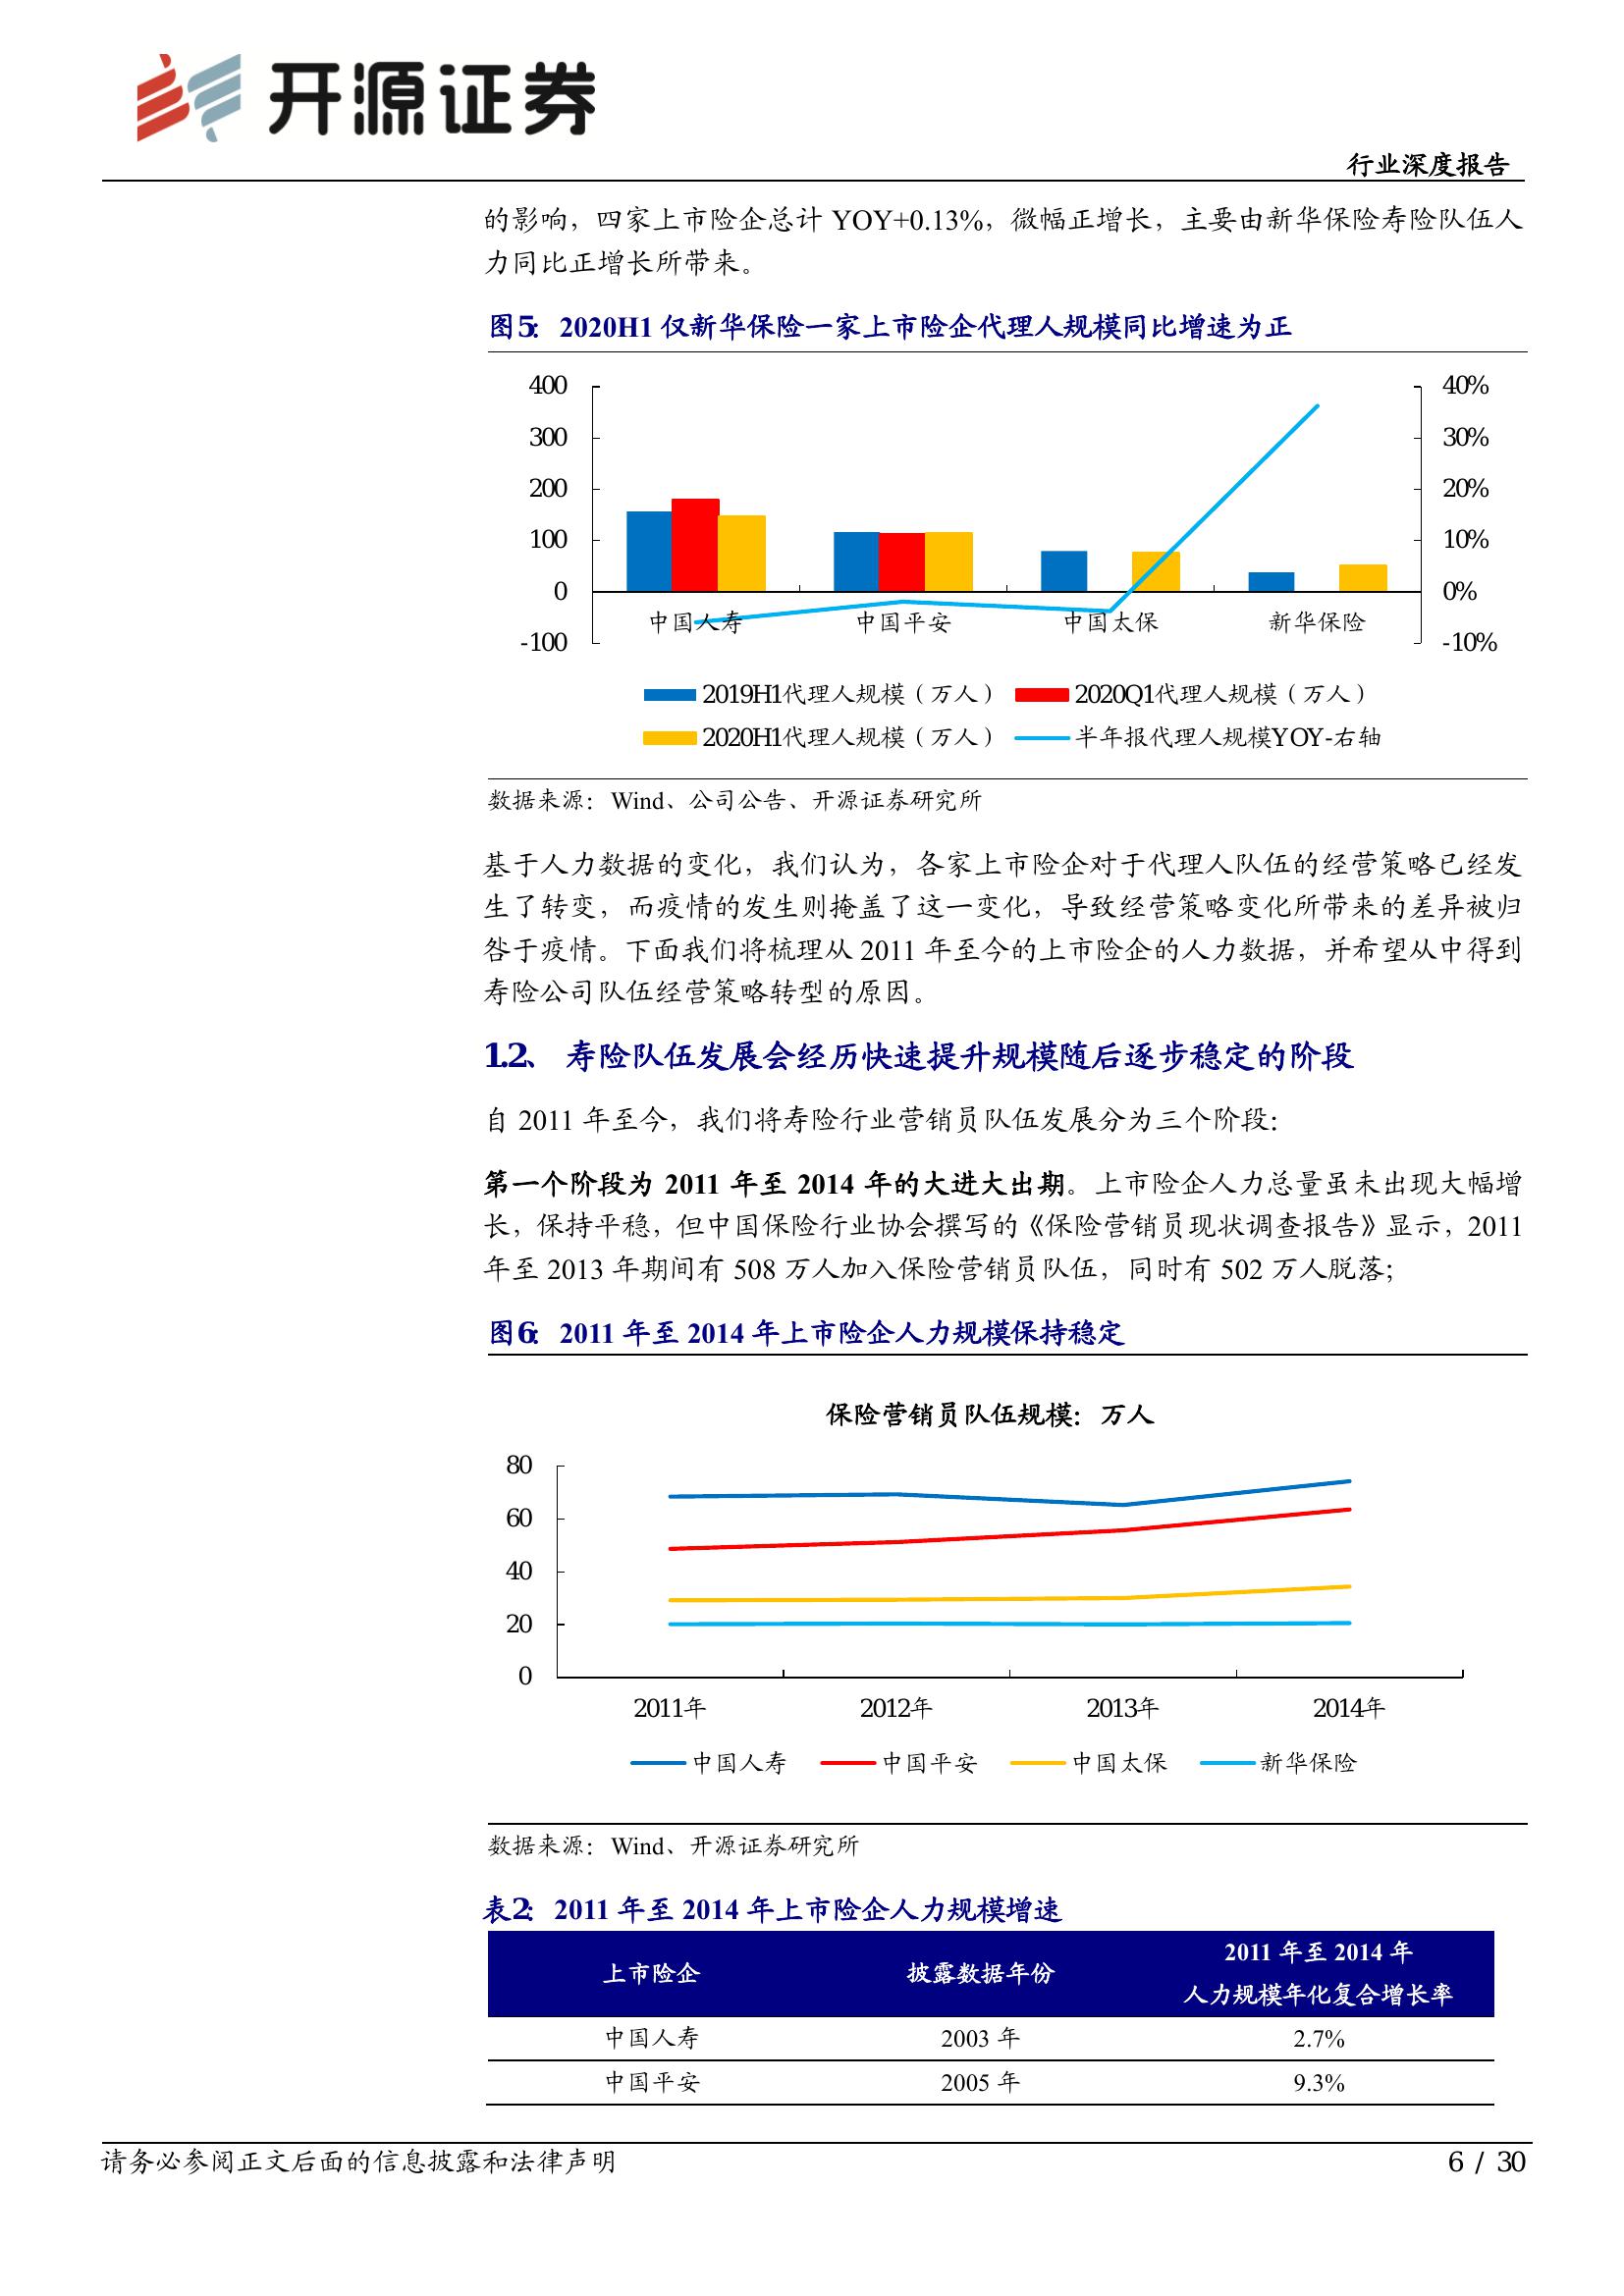 开源证券
行业深度报告
的影响，四家上市险企总计 YOY+0.13%，微幅正增长，主要由新华保险寿险队伍人
力同比正增长所带来。
图5：2020H1 仅新华保险一家上市险企代理人规模同比增速为正
400
300
200
100
0
-100
40%
30%
20%
10%
0%
-10%
中国人寿 中国平安 中国太保 新华保险
2019H1代理人规模（万人） 2020Q1代理人规模（万人）
2020H1代理人规模（万人） 半年报代理人规模YOY-右轴
数据来源：Wind、公司公告、开源证券研究所
基于人力数据的变化，我们认为，各家上市险企对于代理人队伍的经营策略已经发
生了转变，而疫情的发生则掩盖了这一变化，导致经营策略变化所带来的差异被归
咎于疫情。下面我们将梳理从 2011 年至今的上市险企的人力数据，并希望从中得到
寿险公司队伍经营策略转型的原因。
1.2、 寿险队伍发展会经历快速提升规模随后逐步稳定的阶段
自 2011 年至今，我们将寿险行业营销员队伍发展分为三个阶段：
第一个阶段为 2011 年至 2014 年的大进大出期。上市险企人力总量虽未出现大幅增
长，保持平稳，但中国保险行业协会撰写的《保险营销员现状调查报告》显示，2011
年至 2013 年期间有 508 万人加入保险营销员队伍，同时有 502 万人脱落；
图6：2011 年至 2014 年上市险企人力规模保持稳定
保险营销员队伍规模：万人
80
60
40
20
0
2011年 2012年 2013年 2014年
中国人寿 中国平安 中国太保 新华保险
数据来源：Wind、开源证券研究所
表2：2011 年至 2014 年上市险企人力规模增速
上市险企 披露数据年份 2011 年至 2014 年
人力规模年化复合增长率
中国人寿 2003 年 2.7%
中国平安 2005 年 9.3%
请务必参阅正文后面的信息披露和法律声明 6 / 30